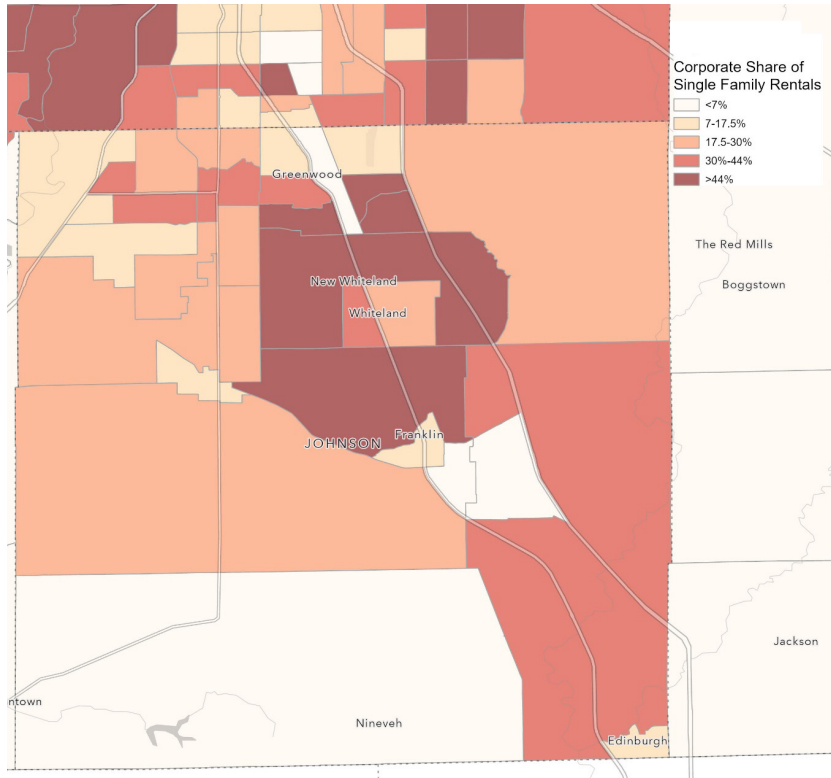 Corporate Share of
Single Family Rentals
<7%
7-17.5%
17.5-30%
30%-44%
>44%
Greenwood
The Red Mills
Boggstown
New Whiteland
Whiteland
Franklin
JOHNSON
Jackson
ntown
Nineveh
Edinburgh